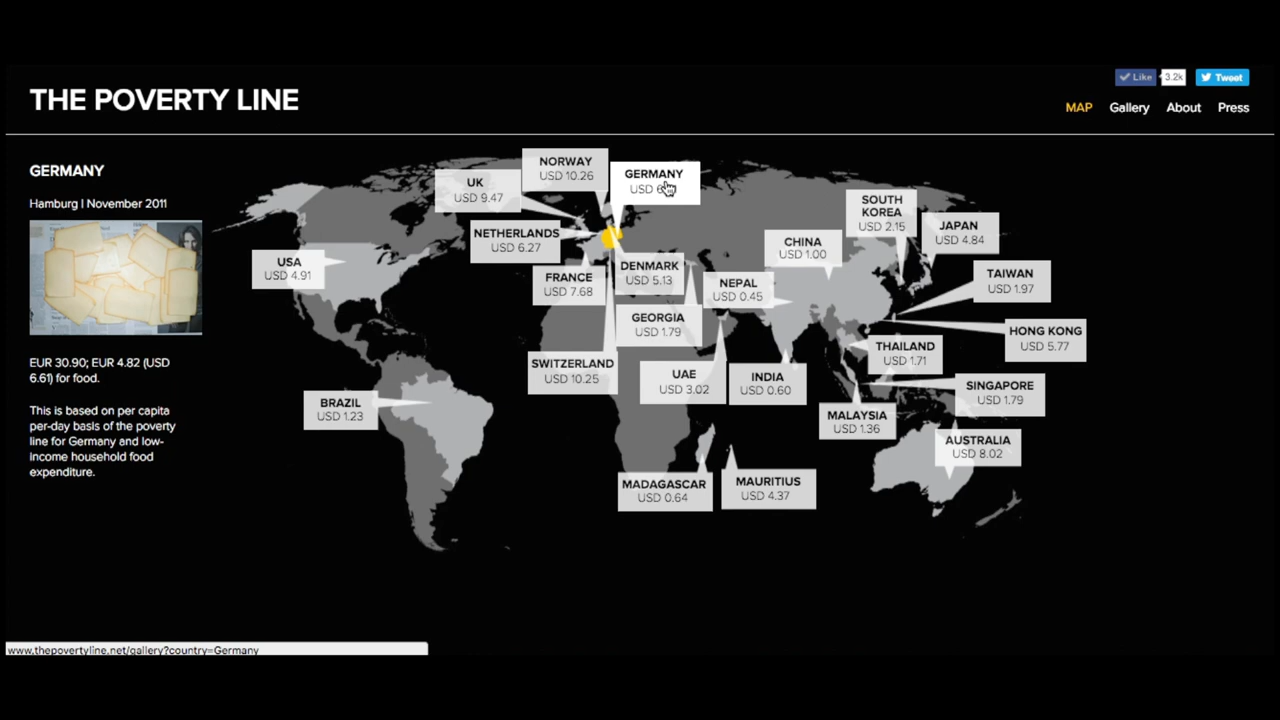 Like 3.2k Tweet
THE POVERTY LINE
MAP Gallery About Press
GERMANY
Hamburg | November 2011
EUR 30.90; EUR 4.82 (USD
6.61) for food.
This is based on per capita
per-day basis of the poverty
line for Germany and low-
income household food
expenditure.
NORWAY
USD 10.26
GERMANY
USD 6
UK
USD 9.47
NETHERLANDS
USD 6.27
USA
USD 4.91
FRANCE
USD 7.68
DENMARK
USD 5.13
NEPAL
USD 0.45
CHINA
USD 1.00
SOUTH
KOREA
USD 2.15
JAPAN
USD 4.84
TAIWAN
USD 1.97
GEORGIA
USD 1.79
HONG KONG
USD 5.77
THAILAND
USD 1.71
SWITZERLAND
USD 10.25
UAE
USD 3.02
INDIA
USD 0.60
SINGAPORE
USD 1.79
BRAZIL
USD 1.23
MALAYSIA
USD 1.36
AUSTRALIA
USD 8.02
MADAGASCAR
USD 0.64
MAURITIUS
USD 4.37
www.thepovertyline.net/gallery?country=Germany